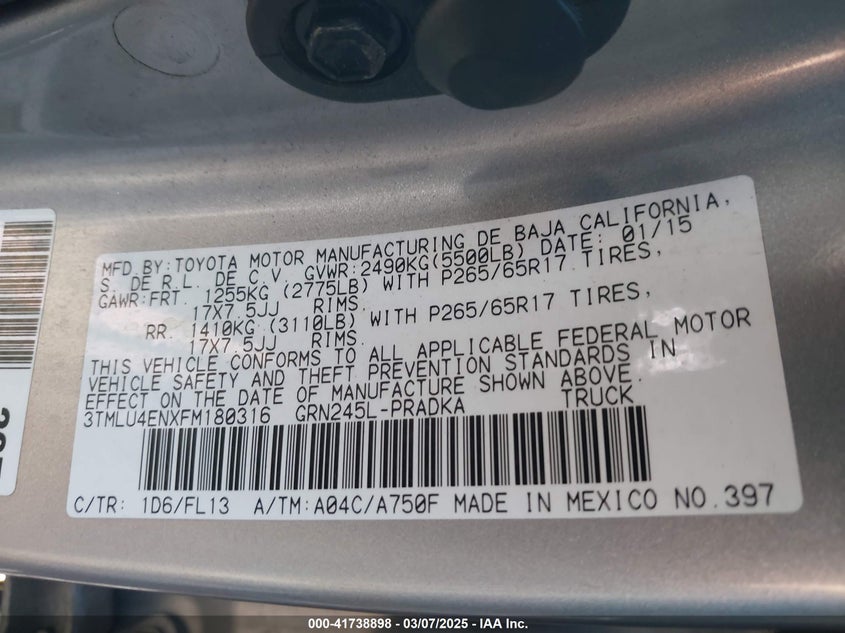 MFD BY:TOYOTA MOTOR MANUFACTURING DE BAJA CALIFORNIA,
S. DE R.L. DE C.V. GVWR:2490KG(5500LB) DATE: 01/15
GAWR:FRT. 1255KG (2775LB) WITH P265/65R17 TIRES,
17X7.5JJ RIMS.
RR. 1410KG (3110LB) WITH P265/65R17 TIRES,
17X7.5JJ RIMS.
THIS VEHICLE CONFORMS TO ALL APPLICABLE FEDERAL MOTOR
VEHICLE SAFETY AND THEFT PREVENTION STANDARDS IN
EFFECT ON THE DATE OF MANUFACTURE SHOWN ABOVE.
3TMLU4ENXFM180316 GRN245L-PRADKA TRUCK
C/TR: 1D6/FL13 A/TM:A04C/A750F MADE IN MEXICO NO.397
000-41738898 - 03/07/2025 - IAA Inc.